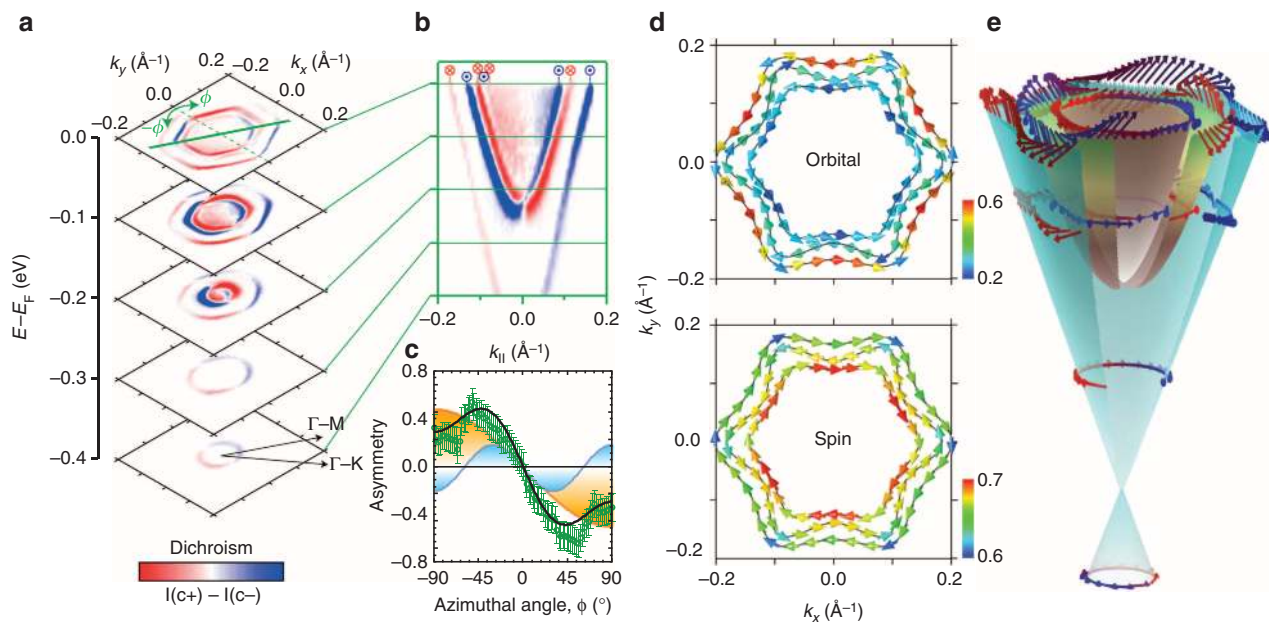 a
k_y (Å⁻¹)
k_x (Å⁻¹)
0.2
−0.2
0.0
0.0
−0.2
0.2
ϕ
−ϕ
0.0
−0.1
−0.2
−0.3
−0.4
E−E_F (eV)
Γ–M
Γ–K
Dichroism
I(c+) − I(c−)
b
−0.2
0.0
0.2
k_II (Å⁻¹)
c
0.8
0.4
0.0
−0.4
−0.8
Asymmetry
−90
−45
0
45
90
Azimuthal angle, ϕ (°)
d
0.2
0.0
−0.2
Orbital
0.6
0.2
k_y (Å⁻¹)
0.2
0.0
−0.2
Spin
0.7
0.6
−0.2
0.0
0.2
k_x (Å⁻¹)
e